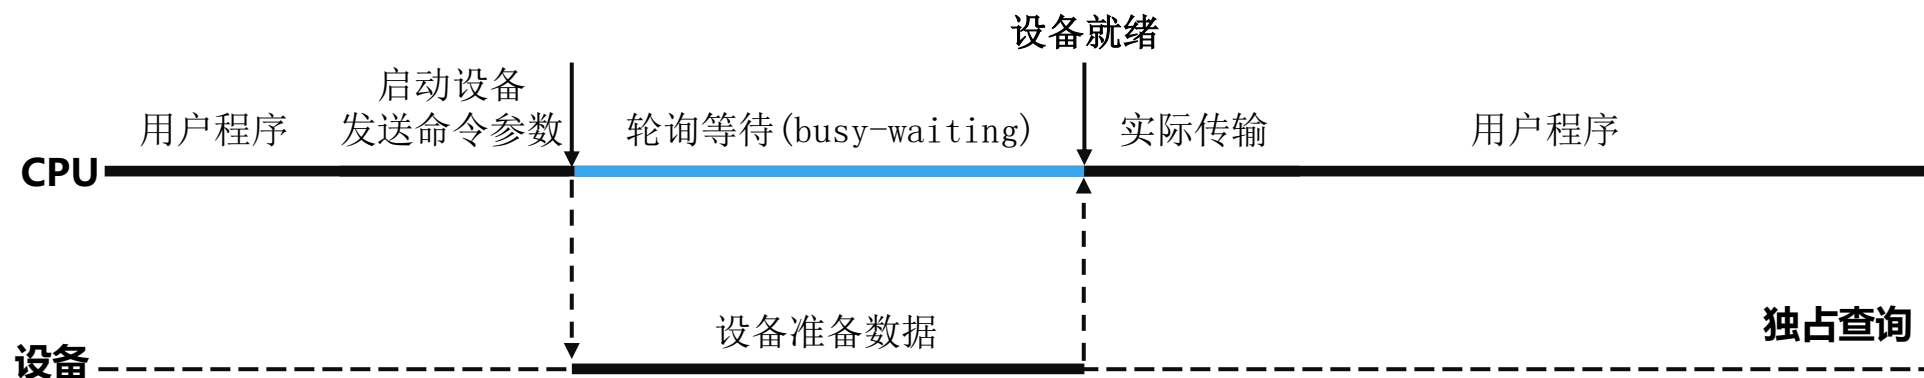 设备就绪
启动设备
用户程序 发送命令参数 轮询等待(busy-waiting) 实际传输 用户程序
CPU
设备准备数据
独占查询
设备